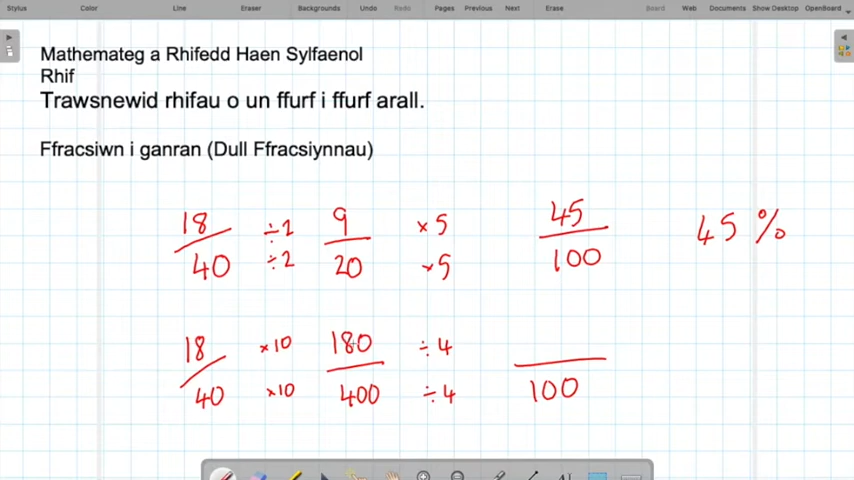 Stylus Color Line Eraser Backgrounds Undo Redo Pages Previous Next Erase Board Web Documents Show Desktop OpenBoard
Mathemateg a Rhifedd Haen Sylfaenol
Rhif
Trawsnewid rhifau o un ffurf i ffurf arall.
Ffracsiwn i ganran (Dull Ffracsiynnau)
18 ÷2 9 ×5 45 45 %
40 ÷2 20 ×5 100
18 ×10 180 ÷4
40 ×10 400 ÷4 100